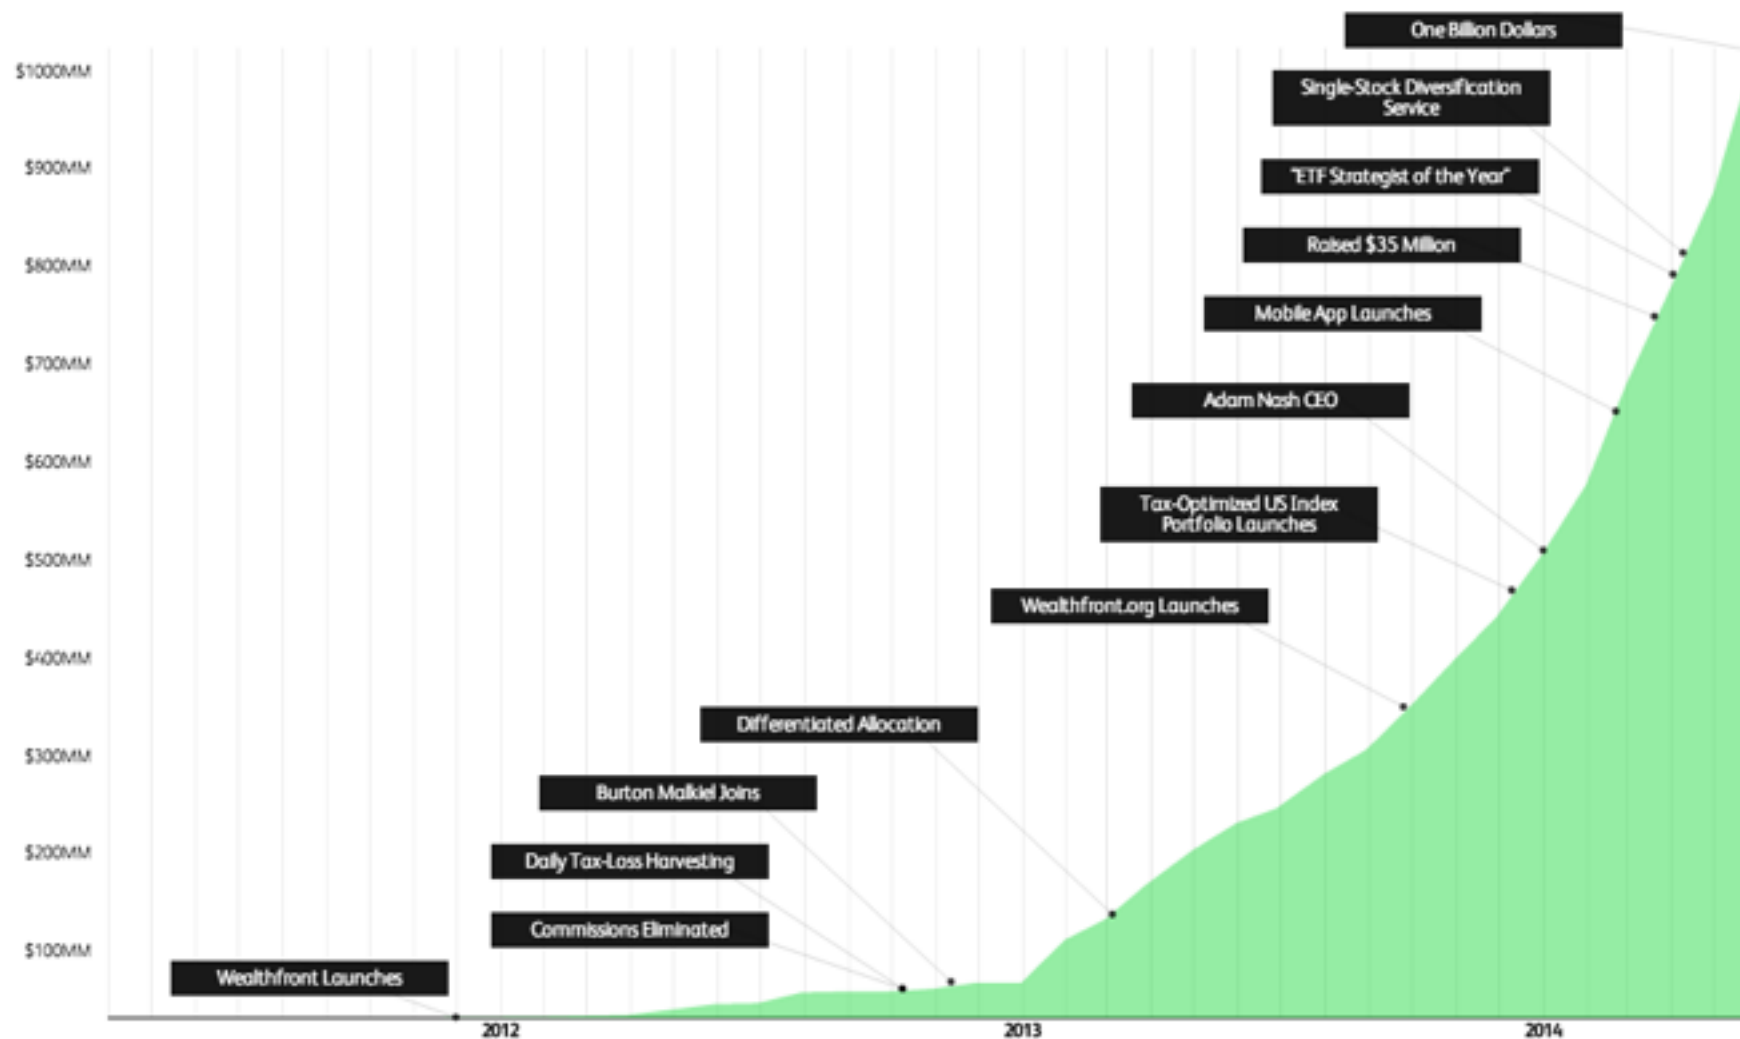 One Billion Dollars
$1000MM
Single-Stock Diversification
Service
$900MM
"ETF Strategist of the Year"
Raised $35 Million
$800MM
Mobile App Launches
$700MM
Adam Nash CEO
$600MM
Tax-Optimized US Index
Portfolio Launches
$500MM
Wealthfront.org Launches
$400MM
Differentiated Allocation
$300MM
Burton Malkiel Joins
$200MM
Daily Tax-Loss Harvesting
Commissions Eliminated
$100MM
Wealthfront Launches
2012
2013
2014